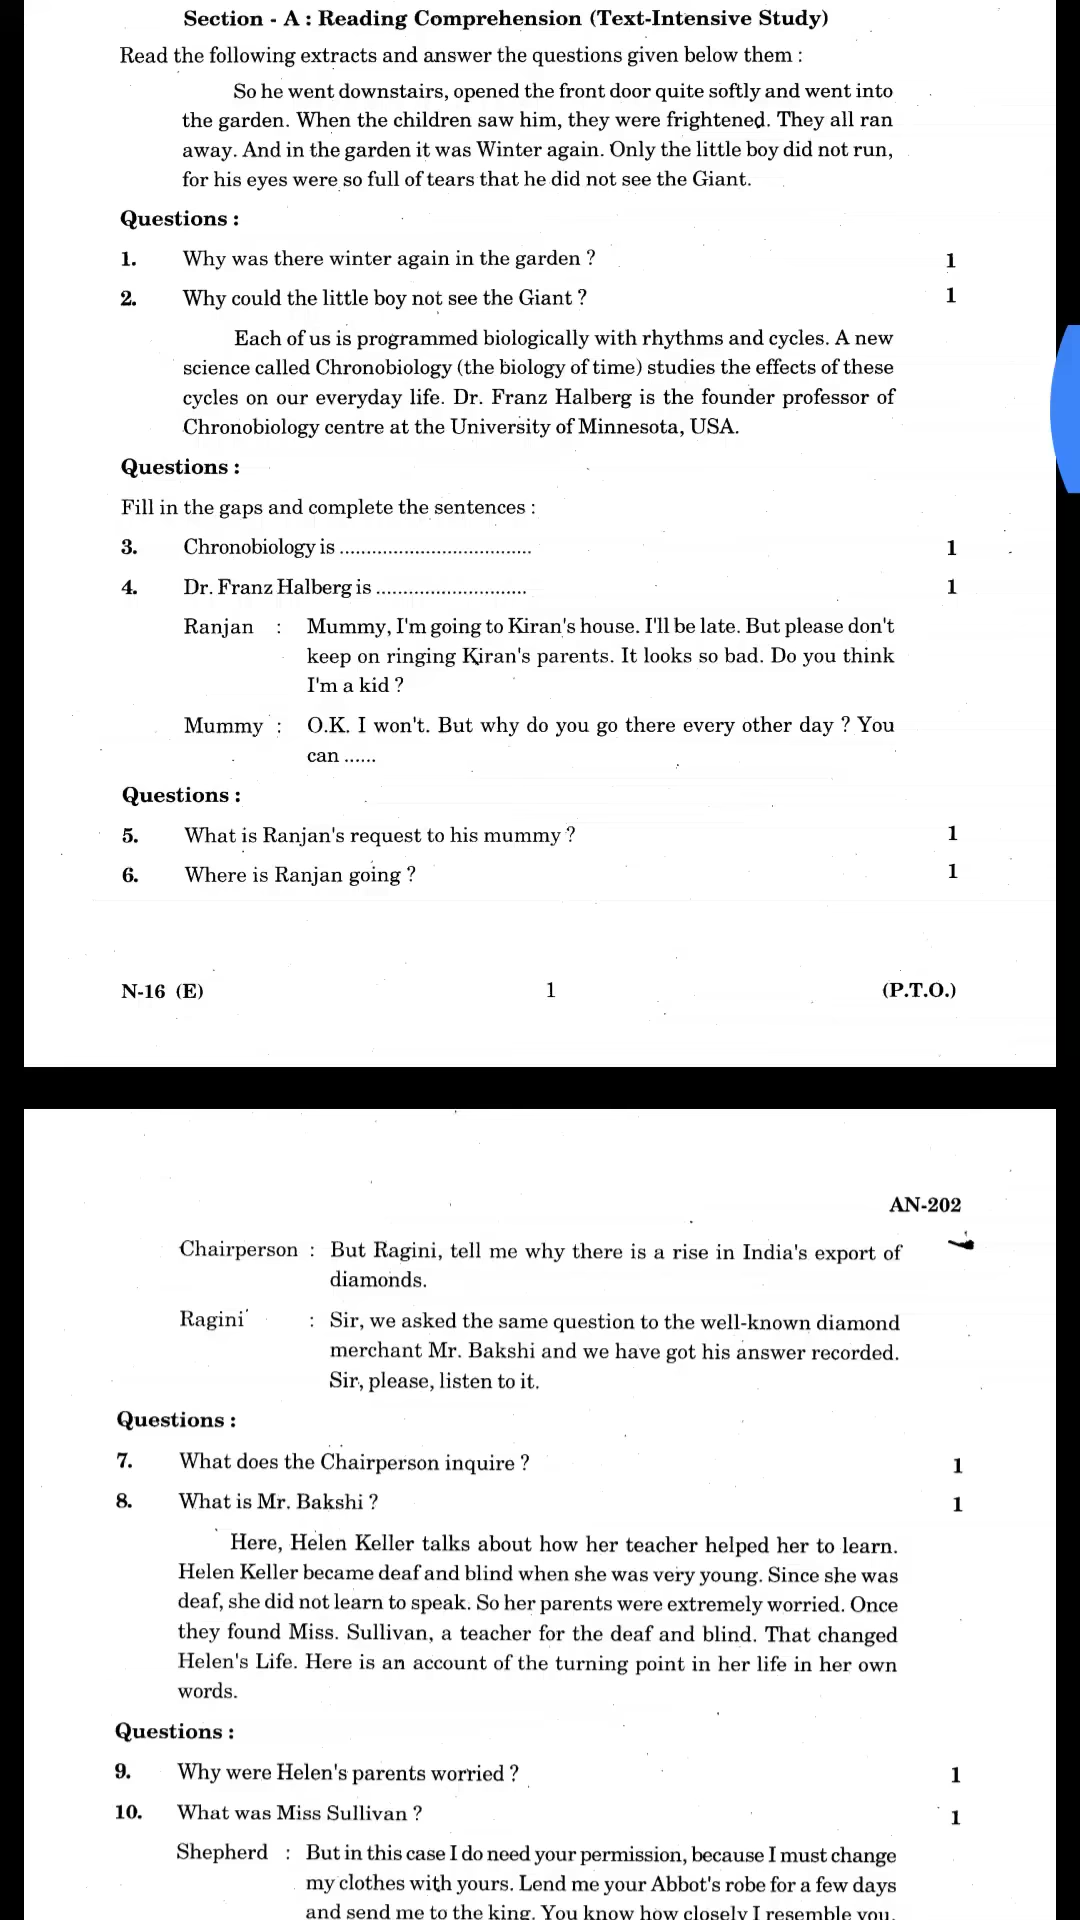 Section - A : Reading Comprehension (Text-Intensive Study)
Read the following extracts and answer the questions given below them :
So he went downstairs, opened the front door quite softly and went into
the garden. When the children saw him, they were frightened. They all ran
away. And in the garden it was Winter again. Only the little boy did not run,
for his eyes were so full of tears that he did not see the Giant.
Questions :
1. Why was there winter again in the garden ? 1
2. Why could the little boy not see the Giant ? 1
Each of us is programmed biologically with rhythms and cycles. A new
science called Chronobiology (the biology of time) studies the effects of these
cycles on our everyday life. Dr. Franz Halberg is the founder professor of
Chronobiology centre at the University of Minnesota, USA.
Questions :
Fill in the gaps and complete the sentences :
3. Chronobiology is .................................... 1
4. Dr. Franz Halberg is ............................ 1
Ranjan : Mummy, I'm going to Kiran's house. I'll be late. But please don't
keep on ringing Kiran's parents. It looks so bad. Do you think
I'm a kid ?
Mummy : O.K. I won't. But why do you go there every other day ? You
can ......
Questions :
5. What is Ranjan's request to his mummy ? 1
6. Where is Ranjan going ? 1
N-16 (E) 1 (P.T.O.)
AN-202
Chairperson : But Ragini, tell me why there is a rise in India's export of
diamonds.
Ragini : Sir, we asked the same question to the well-known diamond
merchant Mr. Bakshi and we have got his answer recorded.
Sir, please, listen to it.
Questions :
7. What does the Chairperson inquire ? 1
8. What is Mr. Bakshi ? 1
Here, Helen Keller talks about how her teacher helped her to learn.
Helen Keller became deaf and blind when she was very young. Since she was
deaf, she did not learn to speak. So her parents were extremely worried. Once
they found Miss. Sullivan, a teacher for the deaf and blind. That changed
Helen's Life. Here is an account of the turning point in her life in her own
words.
Questions :
9. Why were Helen's parents worried ? 1
10. What was Miss Sullivan ? 1
Shepherd : But in this case I do need your permission, because I must change
my clothes with yours. Lend me your Abbot's robe for a few days
and send me to the king. You know how closely I resemble you.